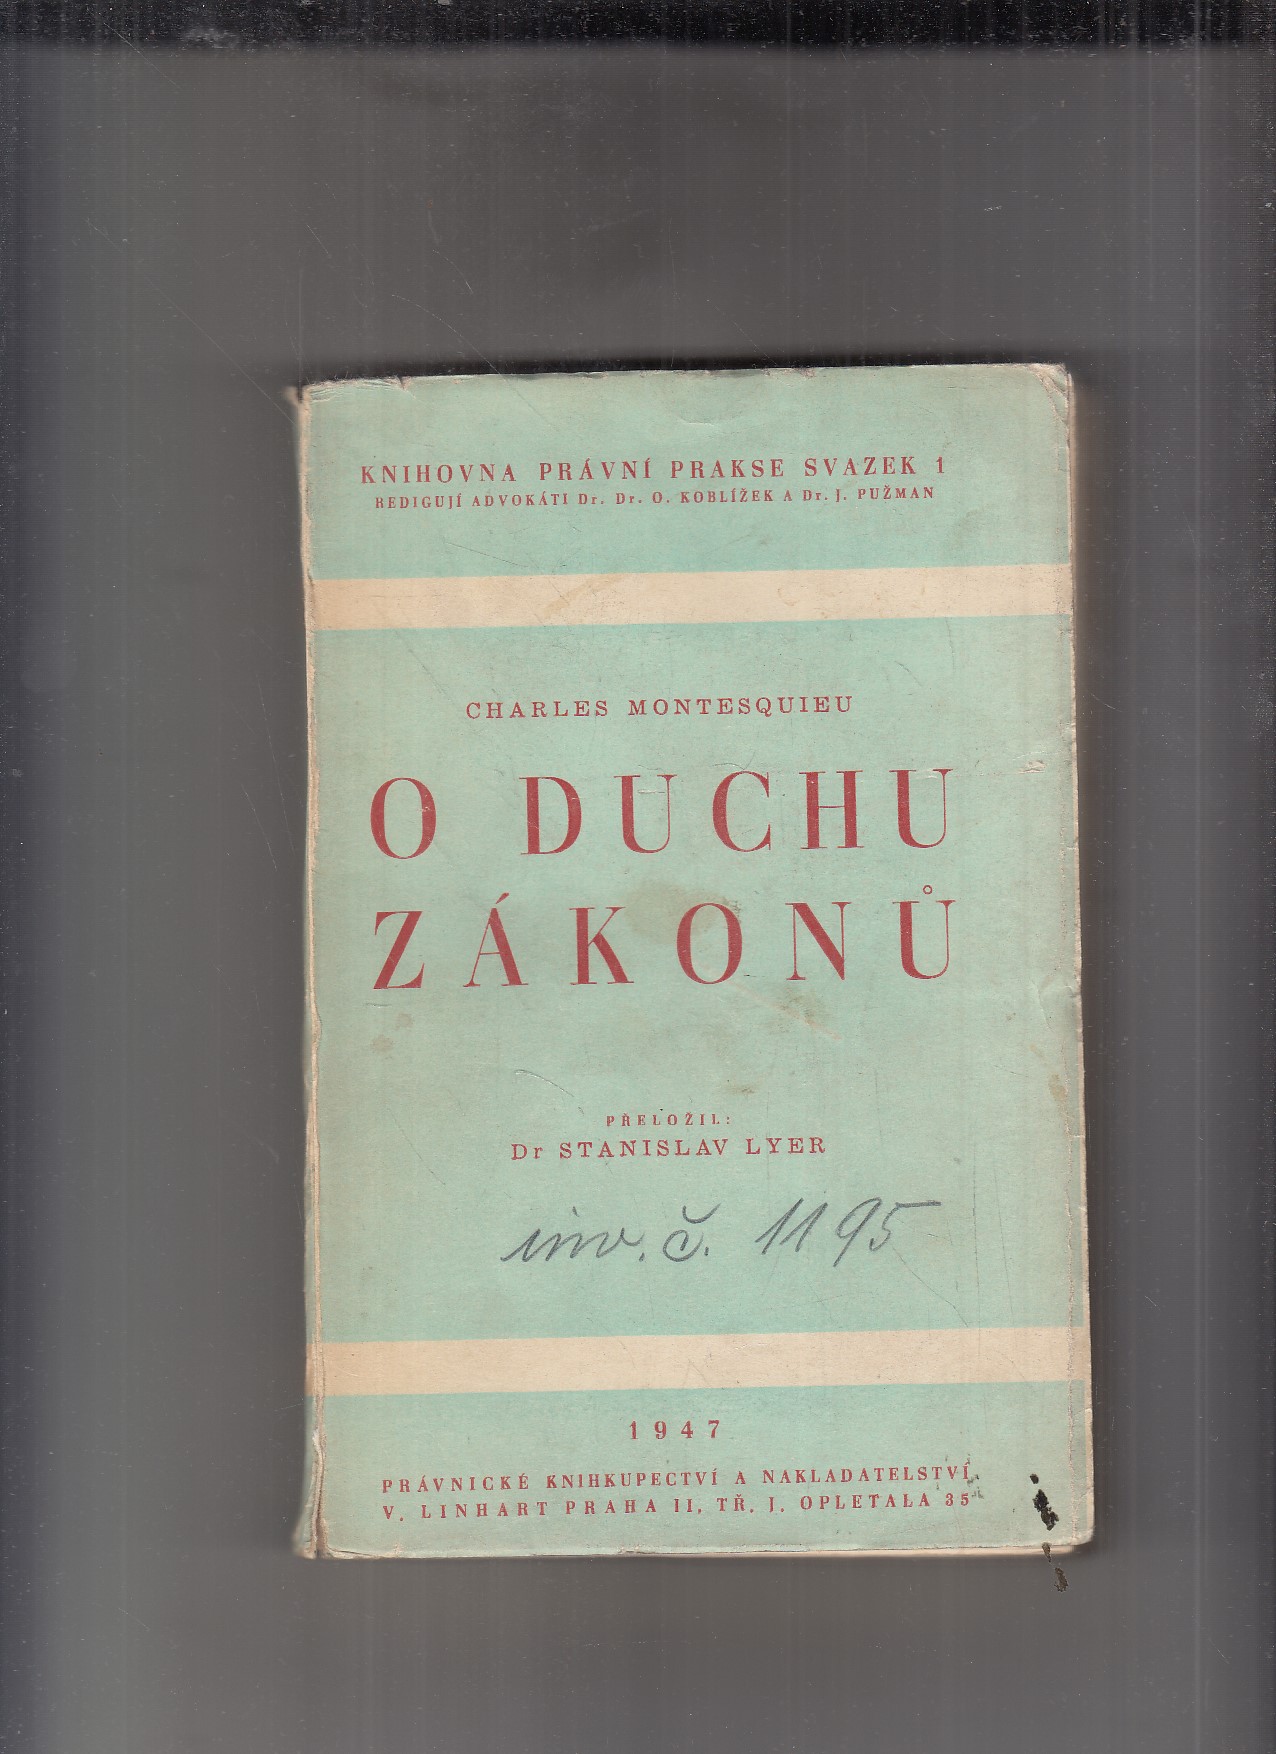 KNIHOVNA PRÁVNÍ PRAKSE SVAZEK 1
REDIGUJÍ ADVOKÁTI Dr. Dr. O. KOBLÍŽEK A Dr. J. PUŽMAN
CHARLES MONTESQUIEU
O DUCHU
ZÁKONŮ
PŘELOŽIL:
Dr STANISLAV LYER
inv. č. 1195
1947
PRÁVNICKÉ KNIHKUPECTVÍ A NAKLADATELSTVÍ
V. LINHART PRAHA II, TŘ. J. OPLETALA 35